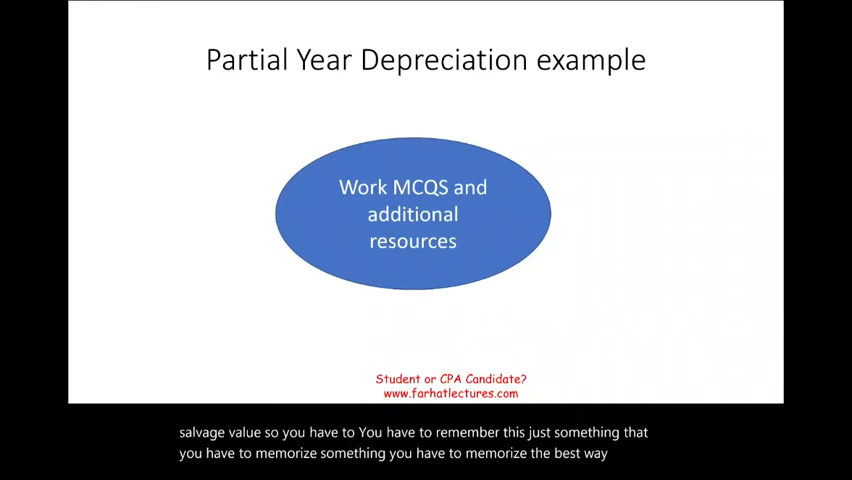 Partial Year Depreciation example
Work MCQS and
additional
resources
Student or CPA Candidate?
www.farhatlectures.com
salvage value so you have to You have to remember this just something that
you have to memorize something you have to memorize the best way